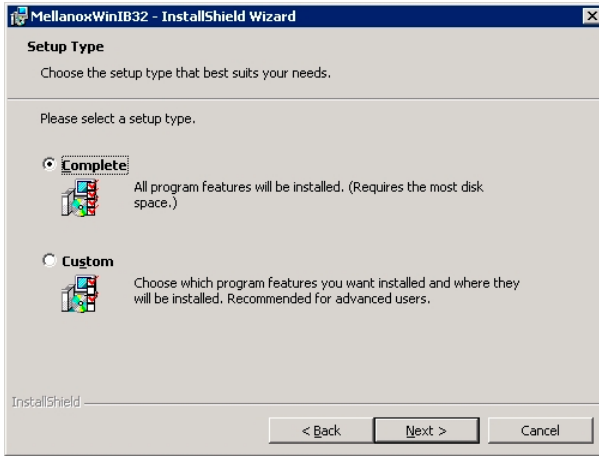 MellanoxWinIB32 - InstallShield Wizard
Setup Type
Choose the setup type that best suits your needs.
Please select a setup type.
Complete
All program features will be installed. (Requires the most disk
space.)
Custom
Choose which program features you want installed and where they
will be installed. Recommended for advanced users.
InstallShield
< Back
Next >
Cancel